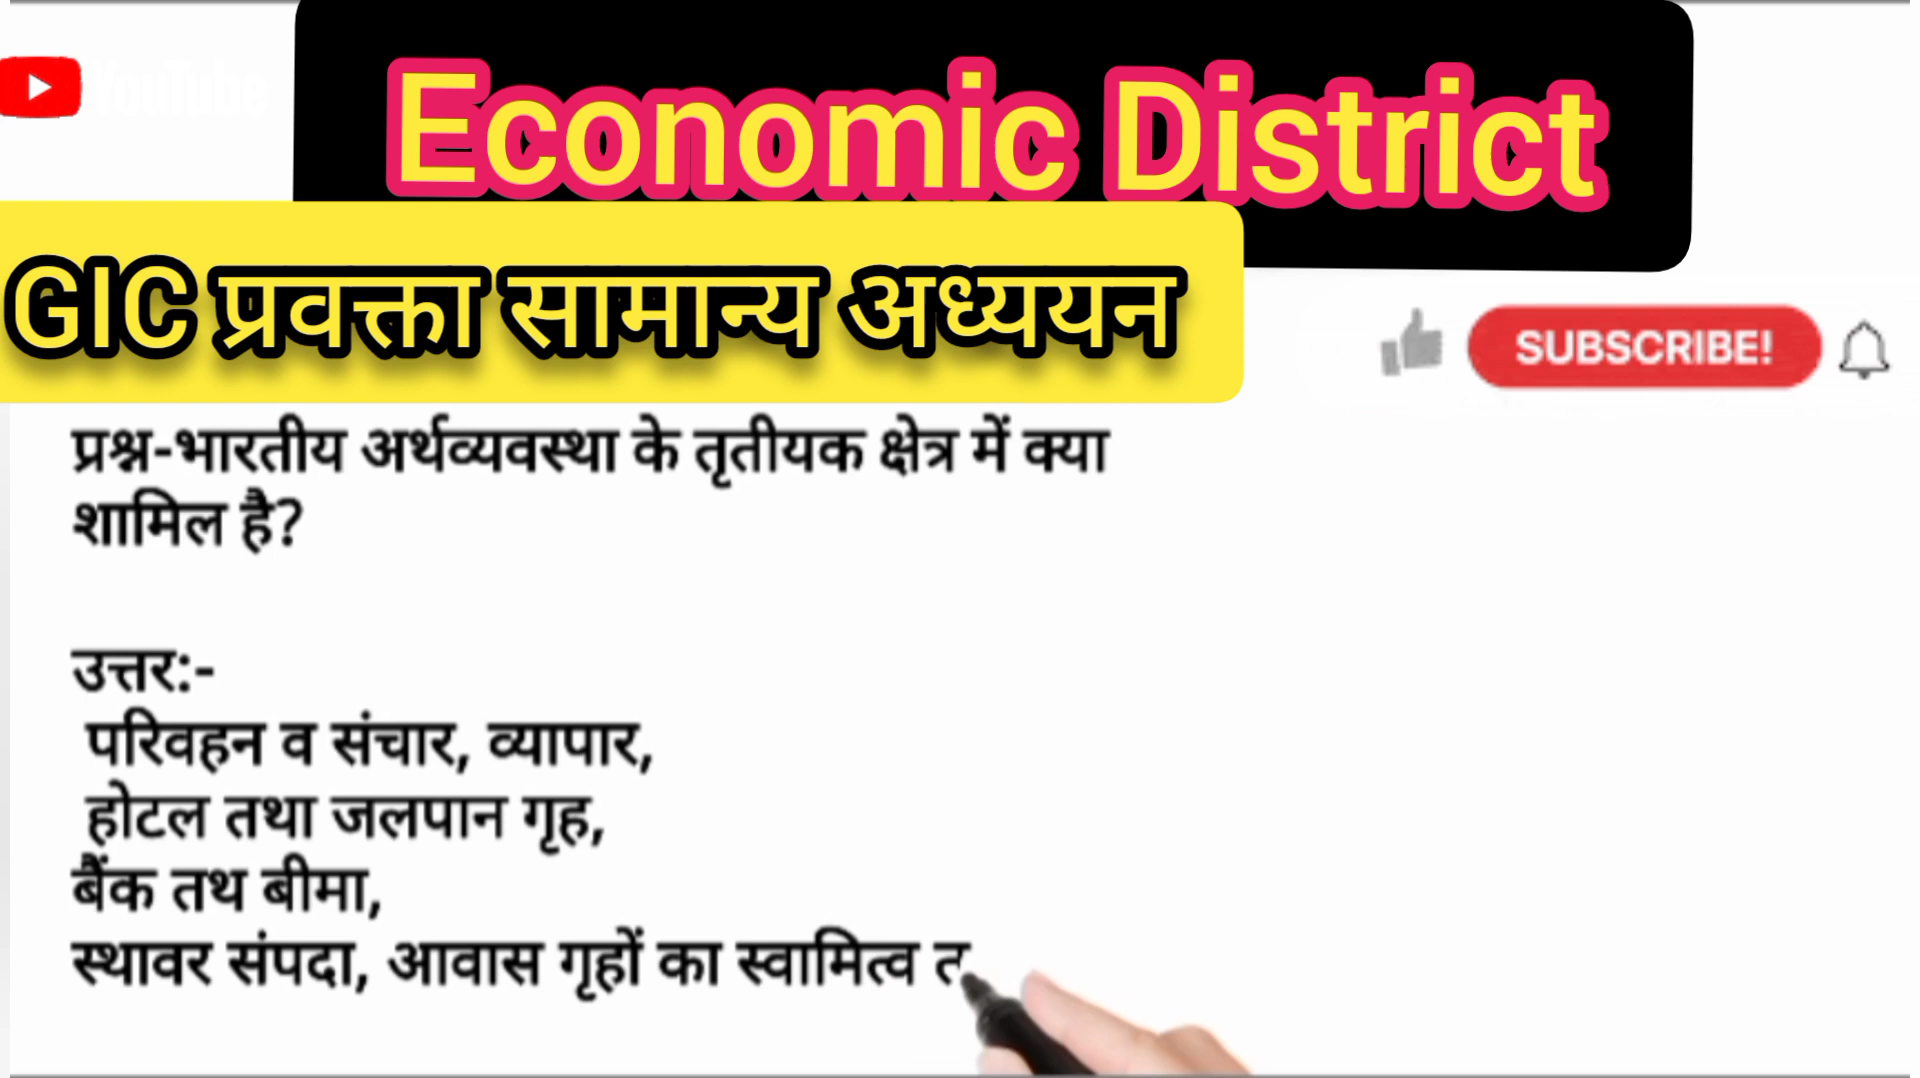 YouTube
Economic District
GIC प्रवक्ता सामान्य अध्ययन
SUBSCRIBE!
प्रश्न-भारतीय अर्थव्यवस्था के तृतीयक क्षेत्र में क्या
शामिल है?
उत्तर:-
परिवहन व संचार, व्यापार,
होटल तथा जलपान गृह,
बैंक तथ बीमा,
स्थावर संपदा, आवास गृहों का स्वामित्व त